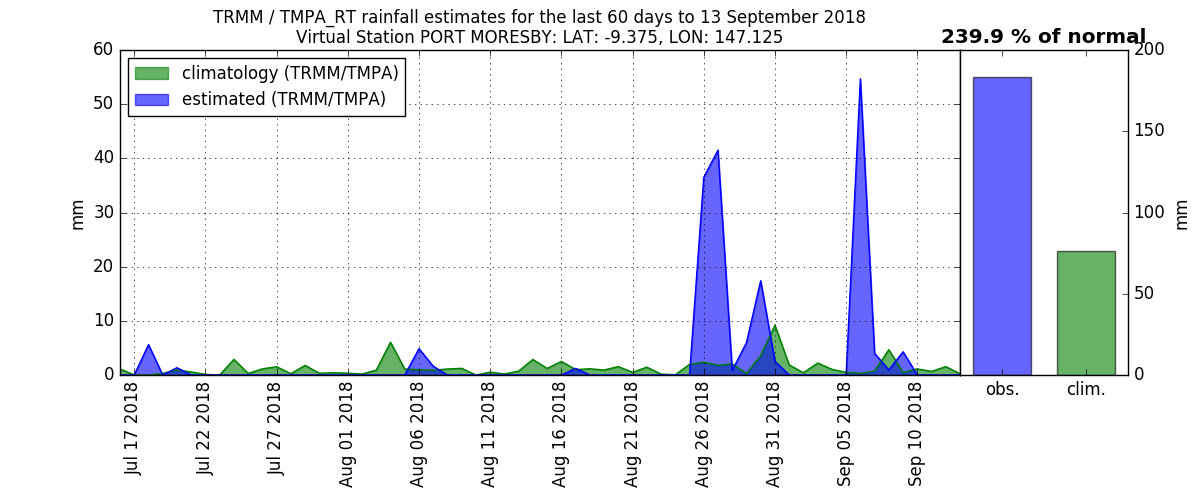 TRMM / TMPA_RT rainfall estimates for the last 60 days to 13 September 2018
Virtual Station PORT MORESBY: LAT: -9.375, LON: 147.125
239.9 % of normal
climatology (TRMM/TMPA)
estimated (TRMM/TMPA)
mm
60
50
40
30
20
10
0
Jul 17 2018
Jul 22 2018
Jul 27 2018
Aug 01 2018
Aug 06 2018
Aug 11 2018
Aug 16 2018
Aug 21 2018
Aug 26 2018
Aug 31 2018
Sep 05 2018
Sep 10 2018
200
150
100
50
0
mm
obs.
clim.